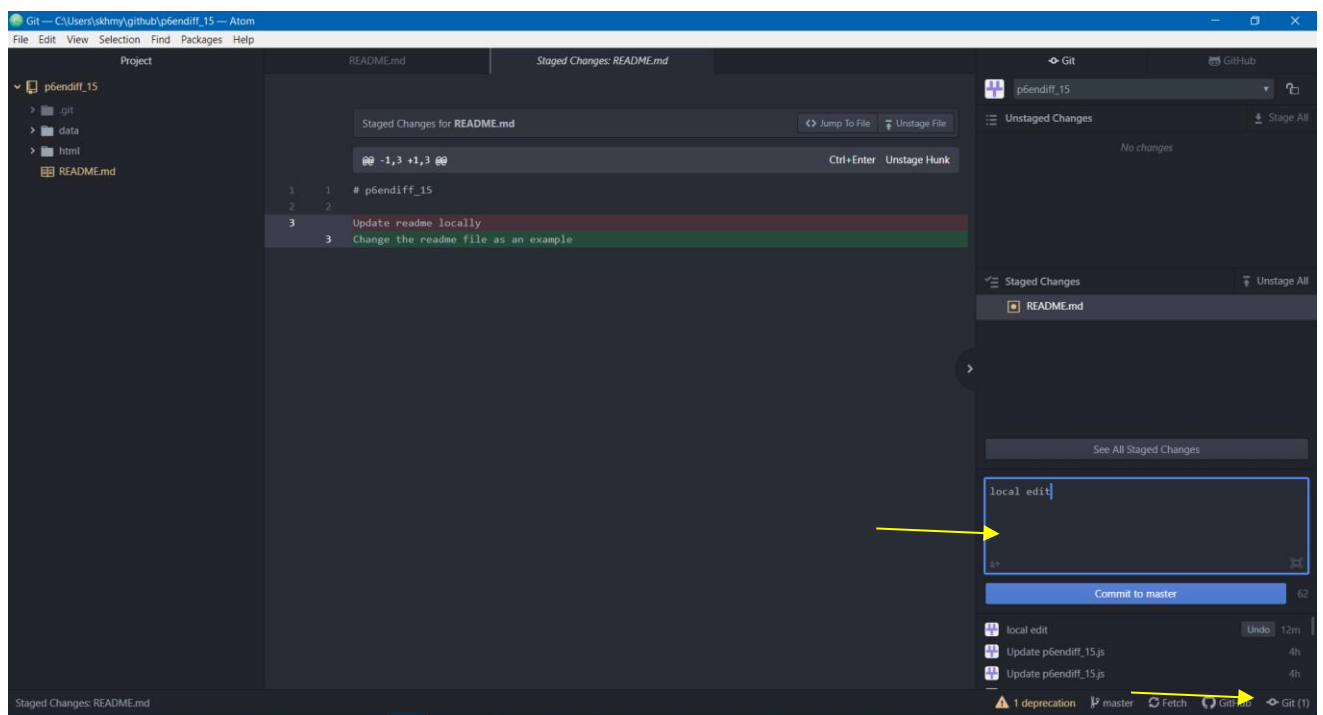 Git — C:\Users\skhmy\github\p6endiff_15 — Atom
File Edit View Selection Find Packages Help
Project
README.md
Staged Changes: README.md
Git
GitHub
p6endiff_15
.git
data
html
README.md
Staged Changes for README.md
Jump To File
Unstage File
@@ -1,3 +1,3 @@
Ctrl+Enter Unstage Hunk
1 1 # p6endiff_15
2 2
3 Update readme locally
3 Change the readme file as an example
p6endiff_15
Unstaged Changes
Stage All
No changes
Staged Changes
Unstage All
README.md
See All Staged Changes
local edit
Commit to master
62
local edit Undo 12m
Update p6endiff_15.js 4h
Update p6endiff_15.js 4h
Staged Changes: README.md
1 deprecation master Fetch GitHub Git (1)